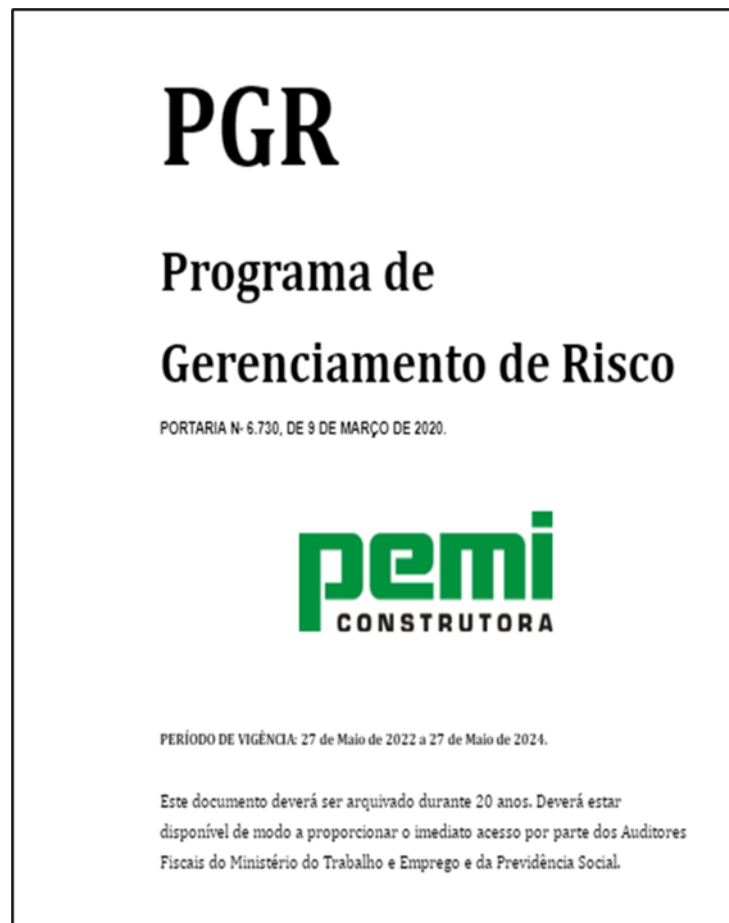 PGR
Programa de
Gerenciamento de Risco
PORTARIA Nº 6.730, DE 9 DE MARÇO DE 2020.
pemi
CONSTRUTORA
PERÍODO DE VIGÊNCIA: 27 de Maio de 2022 a 27 de Maio de 2024.
Este documento deverá ser arquivado durante 20 anos. Deverá estar
disponível de modo a proporcionar o imediato acesso por parte dos Auditores
Fiscais do Ministério do Trabalho e Emprego e da Previdência Social.